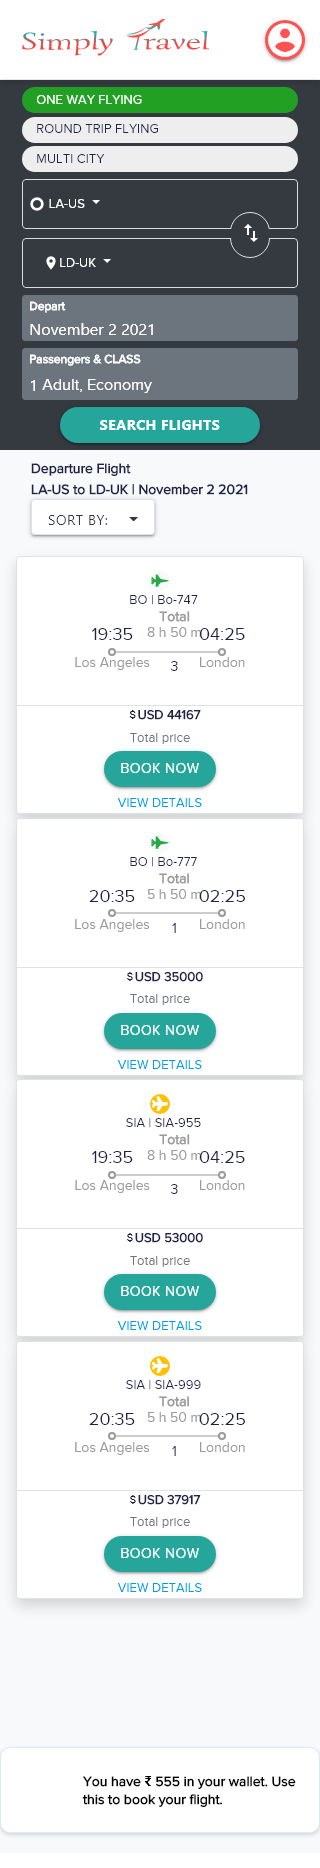 Simply Travel
ONE WAY FLYING
ROUND TRIP FLYING
MULTI CITY
LA-US
LD-UK
Depart
November 2 2021
Passengers & CLASS
1 Adult, Economy
SEARCH FLIGHTS
Departure Flight
LA-US to LD-UK | November 2 2021
SORT BY:
BO | Bo-747
Total
19:35 8 h 50 m 04:25
Los Angeles 3 London
$USD 44167
Total price
BOOK NOW
VIEW DETAILS
BO | Bo-777
Total
20:35 5 h 50 m 02:25
Los Angeles 1 London
$USD 35000
Total price
BOOK NOW
VIEW DETAILS
SIA | SIA-955
Total
19:35 8 h 50 m 04:25
Los Angeles 3 London
$USD 53000
Total price
BOOK NOW
VIEW DETAILS
SIA | SIA-999
Total
20:35 5 h 50 m 02:25
Los Angeles 1 London
$USD 37917
Total price
BOOK NOW
VIEW DETAILS
You have ₹ 555 in your wallet. Use
this to book your flight.